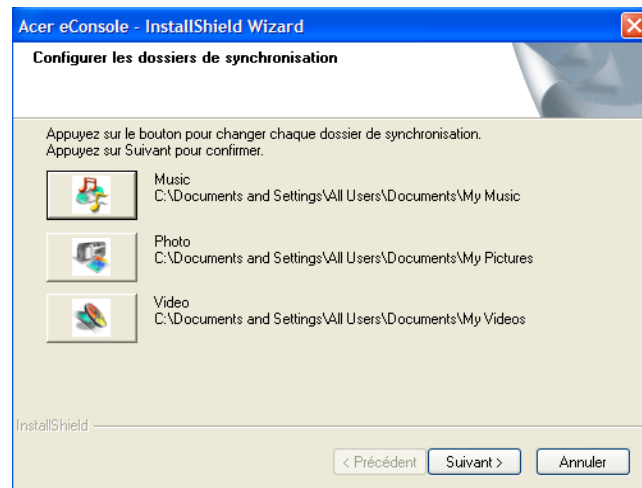 Acer eConsole - InstallShield Wizard
Configurer les dossiers de synchronisation
Appuyez sur le bouton pour changer chaque dossier de synchronisation.
Appuyez sur Suivant pour confirmer.
Music
C:\Documents and Settings\All Users\Documents\My Music
Photo
C:\Documents and Settings\All Users\Documents\My Pictures
Video
C:\Documents and Settings\All Users\Documents\My Videos
InstallShield
< Précédent Suivant > Annuler